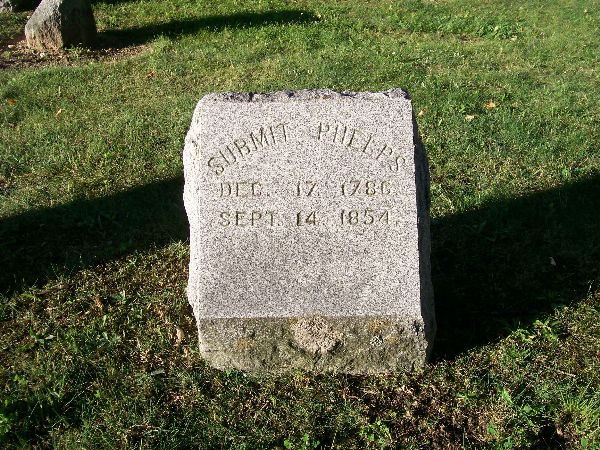 SUBMIT PHELPS
DEC. 17 1786
SEPT. 14 1854